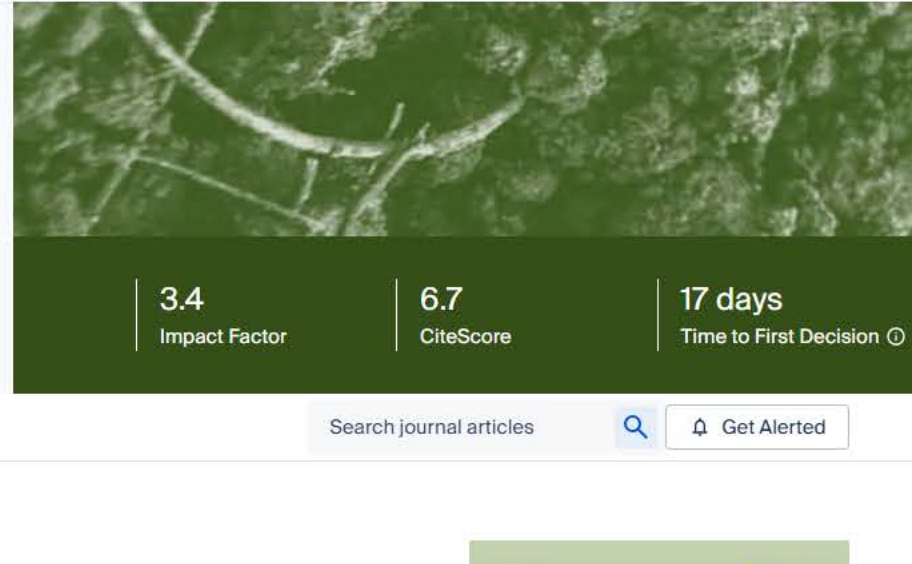 3.4
Impact Factor
6.7
CiteScore
17 days
Time to First Decision
Search journal articles
Get Alerted